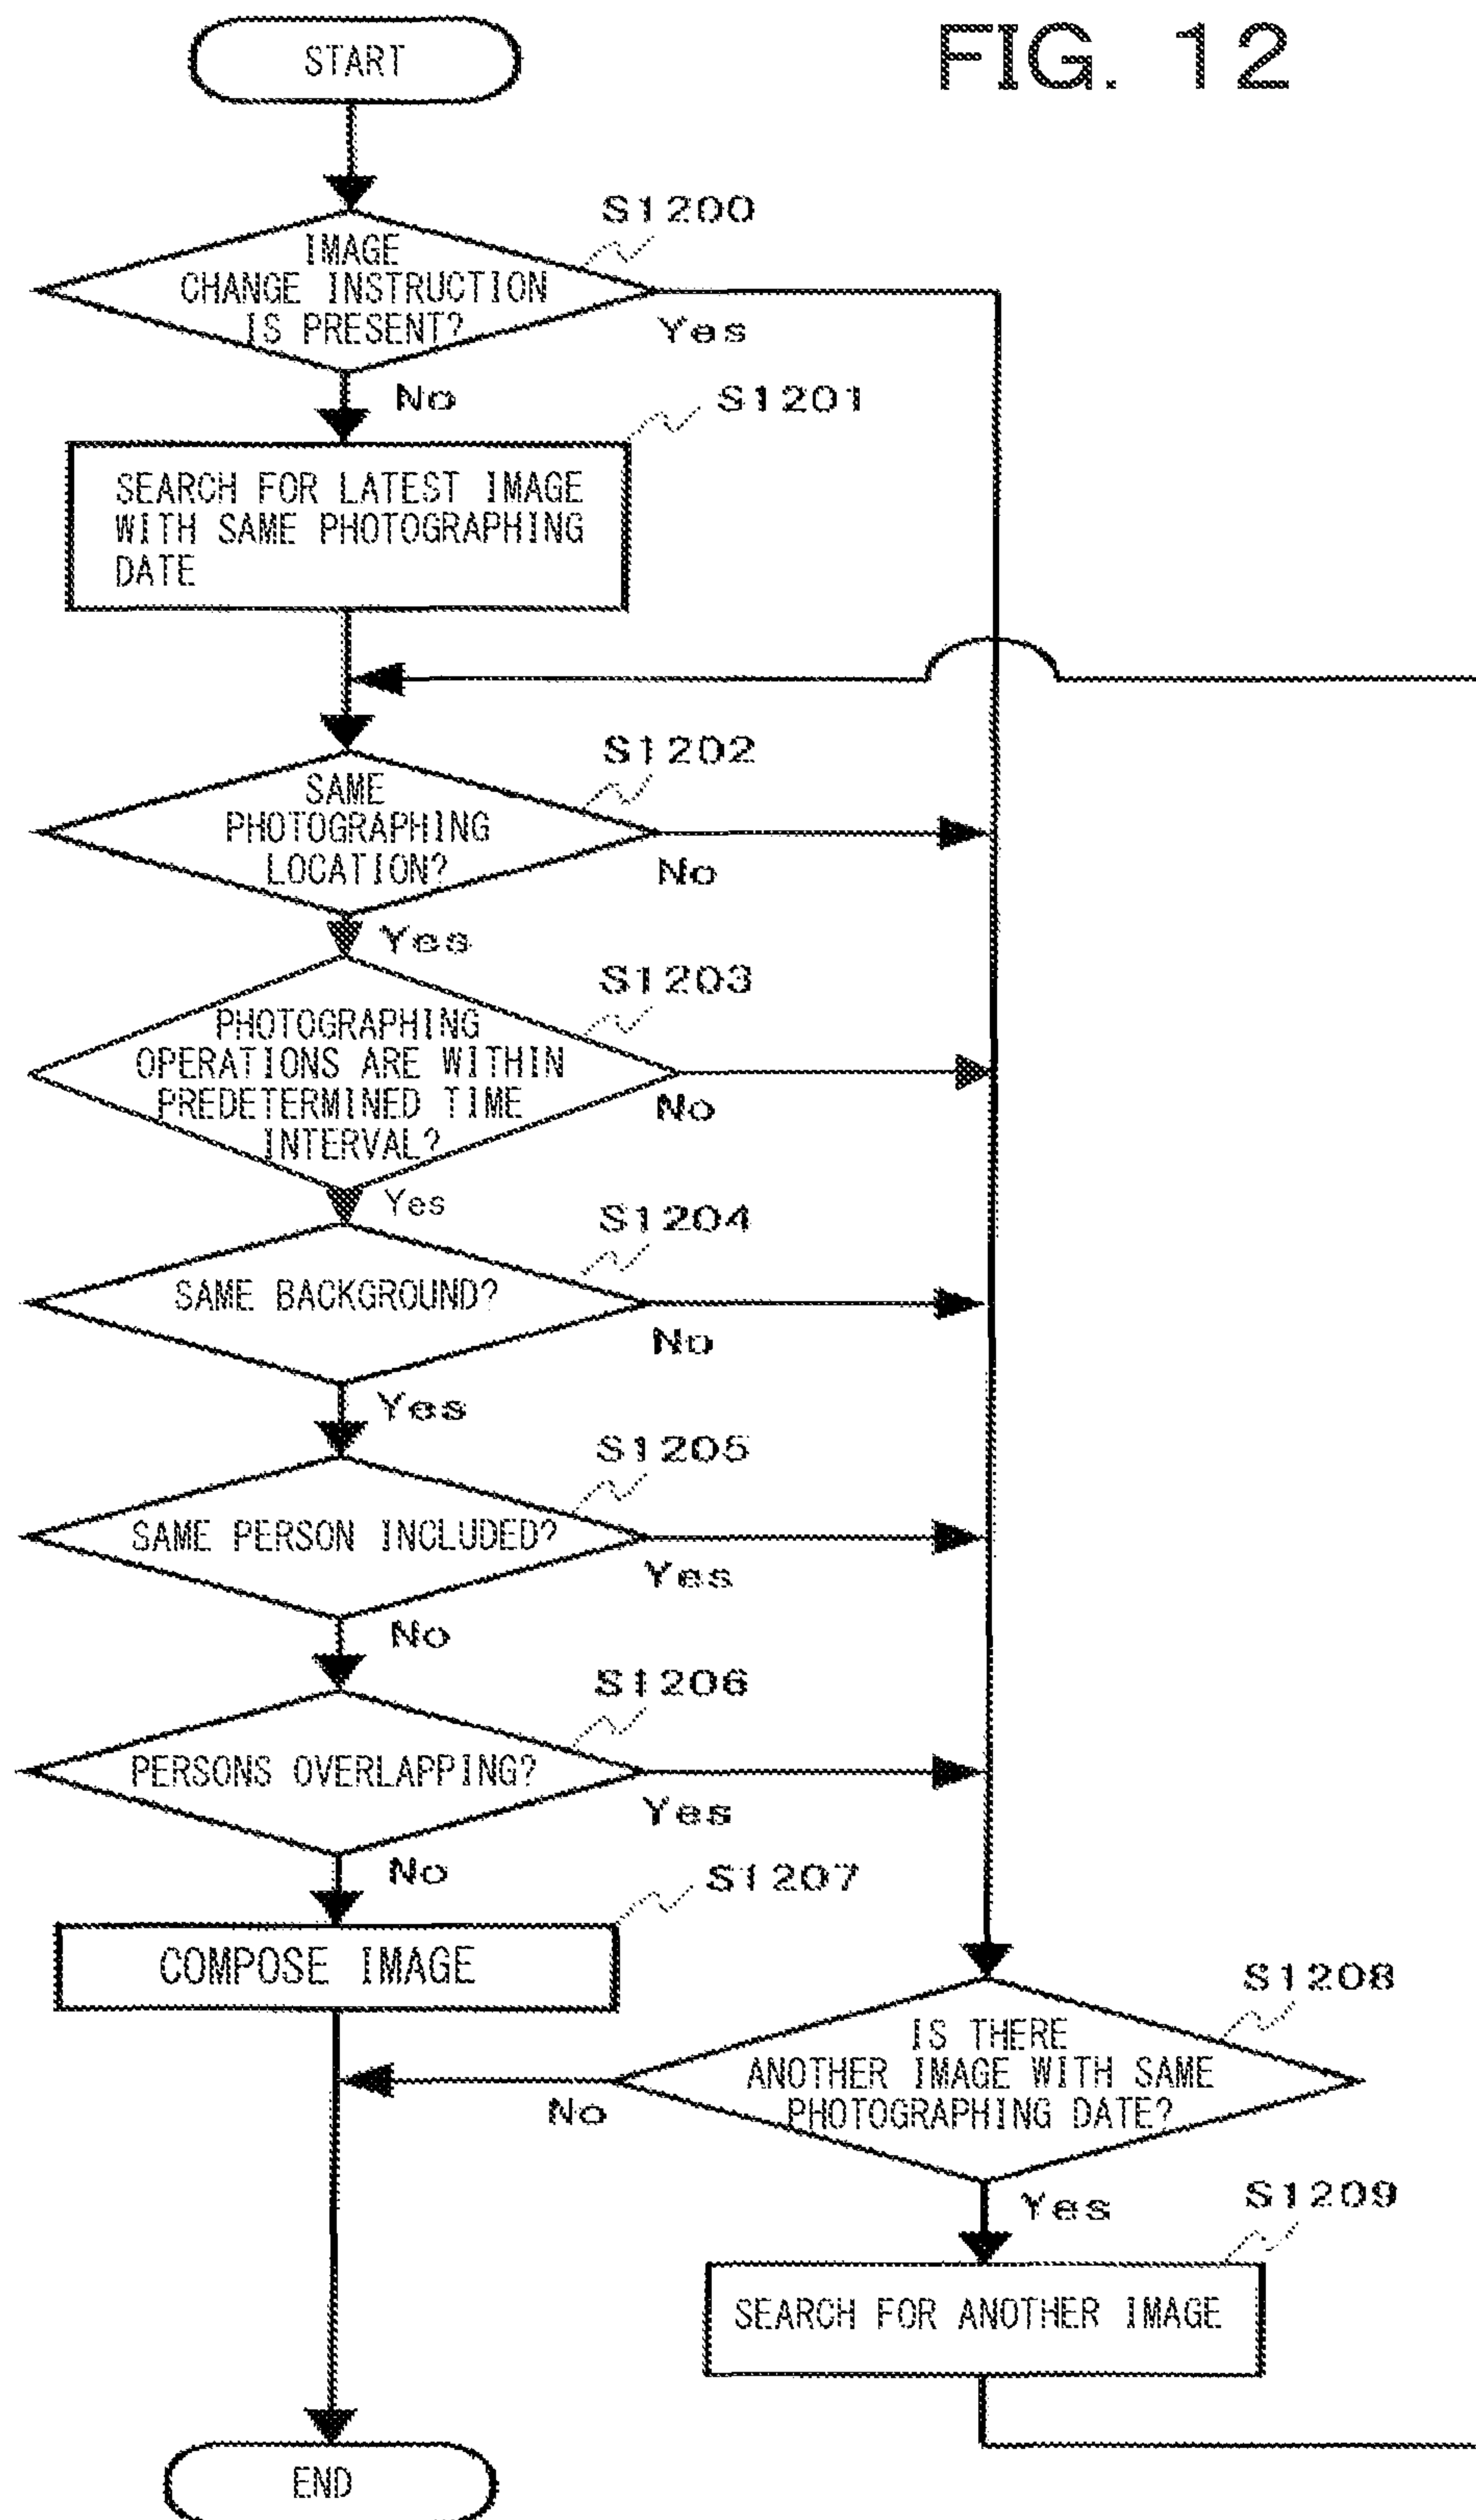 FIG. 12
START
S1200
IMAGE
CHANGE INSTRUCTION
IS PRESENT?
Yes
No
S1201
SEARCH FOR LATEST IMAGE
WITH SAME PHOTOGRAPHING
DATE
S1202
SAME
PHOTOGRAPHING
LOCATION?
No
Yes
S1203
PHOTOGRAPHING
OPERATIONS ARE WITHIN
PREDETERMINED TIME
INTERVAL?
No
Yes
S1204
SAME BACKGROUND?
No
Yes
S1205
SAME PERSON INCLUDED?
Yes
No
S1206
PERSONS OVERLAPPING?
Yes
No
S1207
COMPOSE IMAGE
S1208
IS THERE
ANOTHER IMAGE WITH SAME
PHOTOGRAPHING DATE?
No
Yes
S1209
SEARCH FOR ANOTHER IMAGE
END